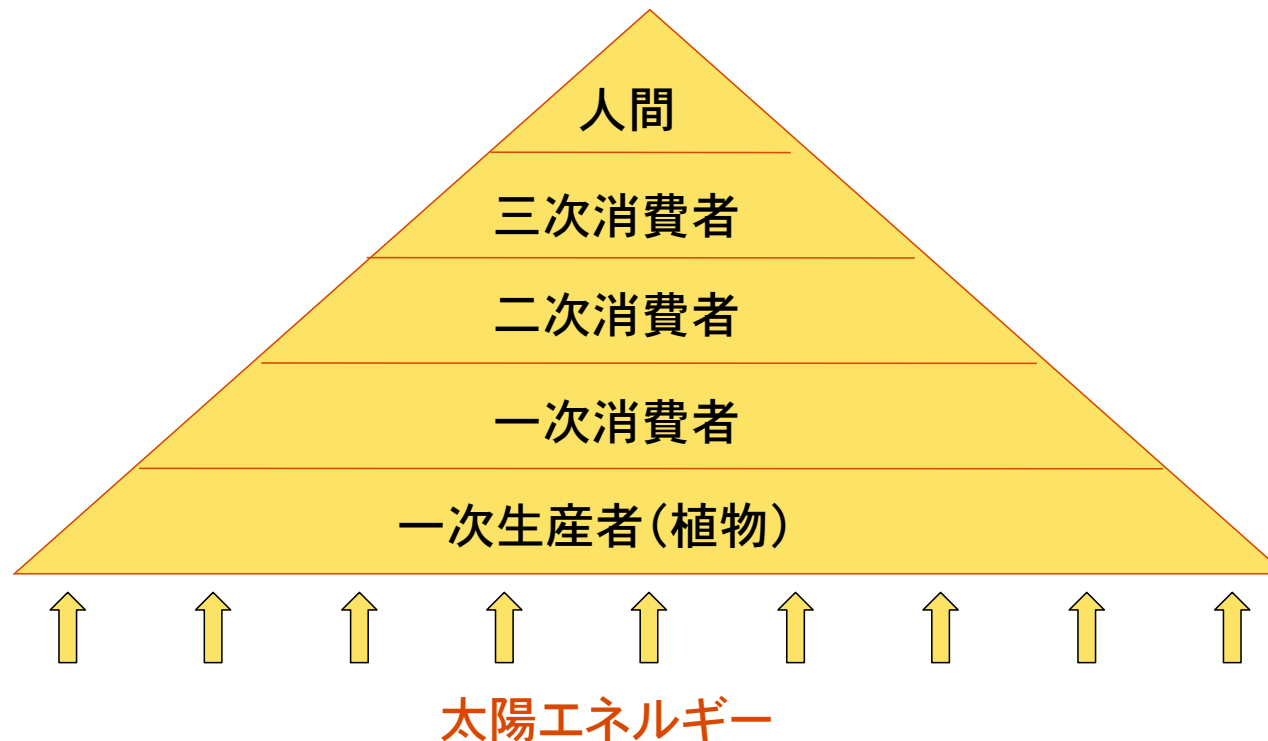 人間
三次消費者
二次消費者
一次消費者
一次生産者(植物)
太陽エネルギー